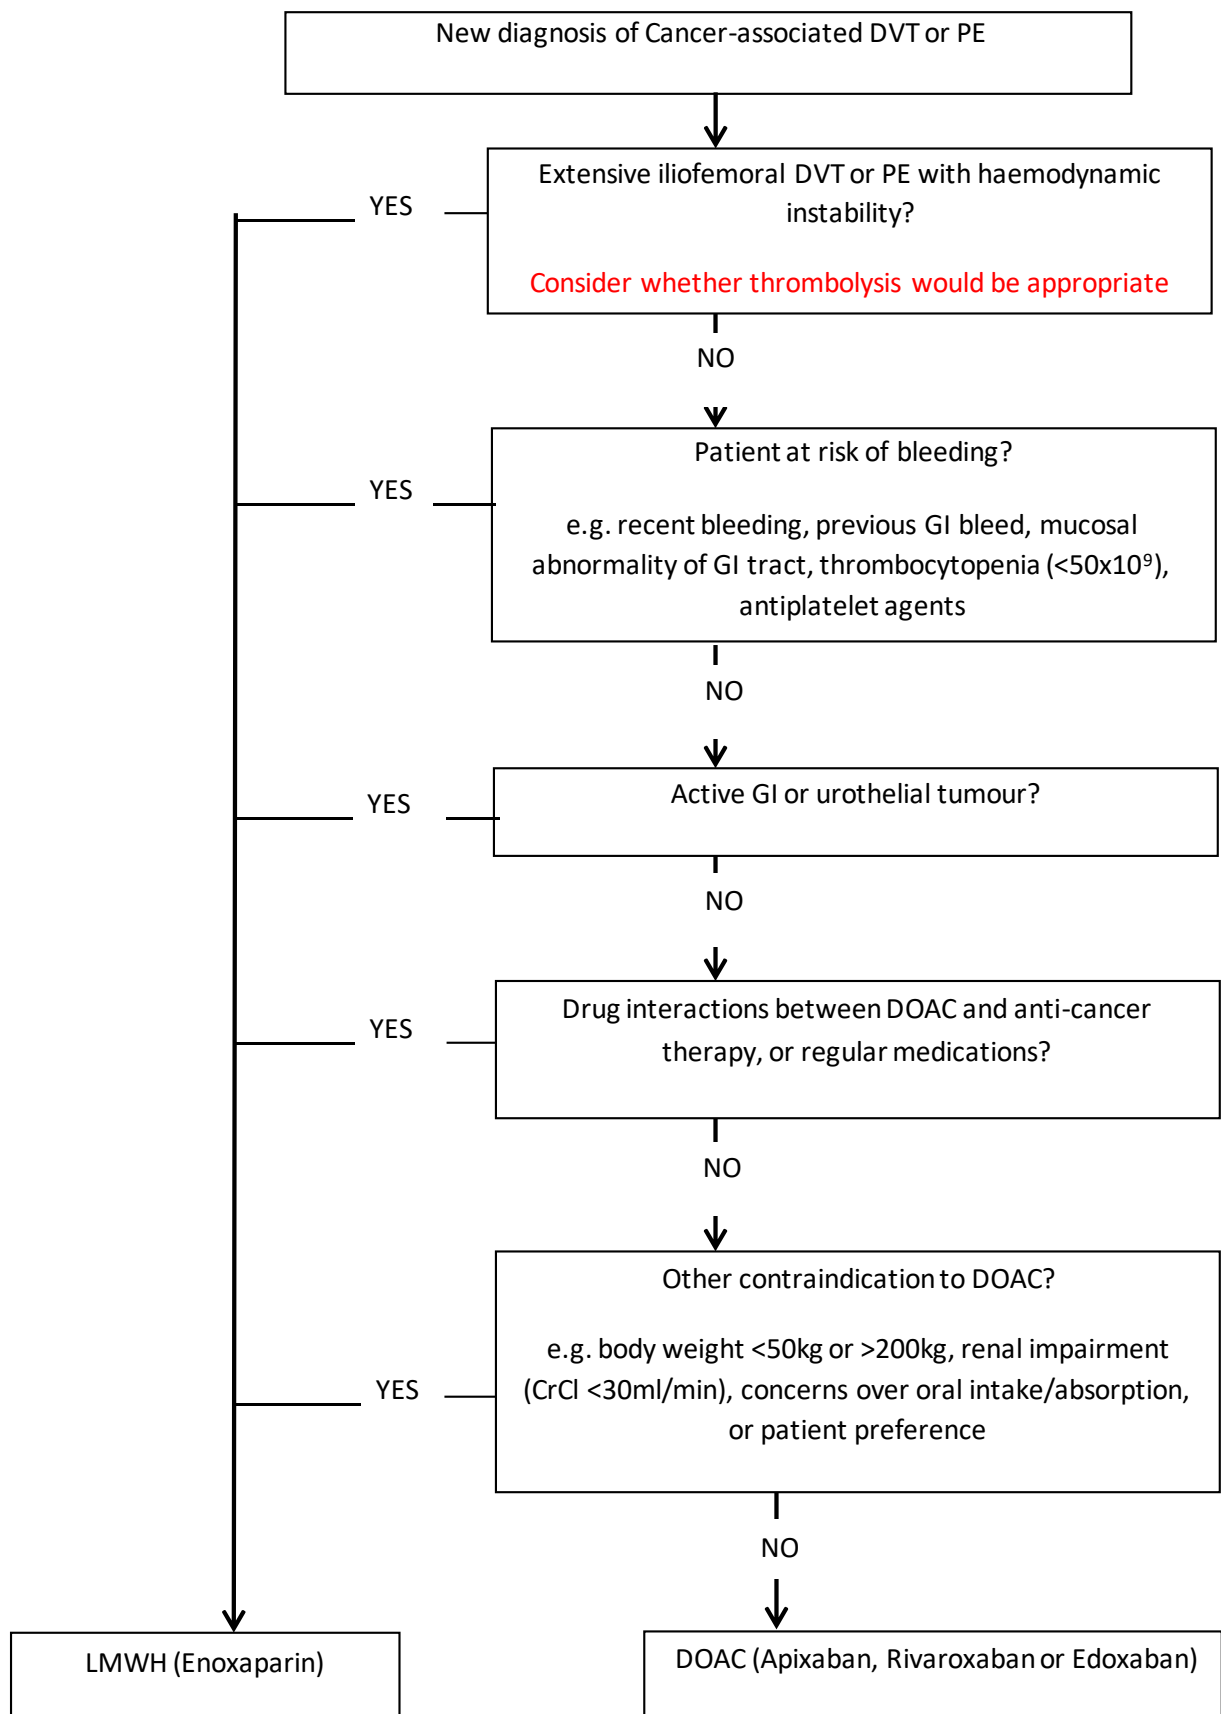 New diagnosis of Cancer-associated DVT or PE
Extensive iliofemoral DVT or PE with haemodynamic
instability?
Consider whether thrombolysis would be appropriate
YES
NO
Patient at risk of bleeding?
e.g. recent bleeding, previous GI bleed, mucosal
abnormality of GI tract, thrombocytopenia (<50x10⁹),
antiplatelet agents
YES
NO
Active GI or urothelial tumour?
YES
NO
Drug interactions between DOAC and anti-cancer
therapy, or regular medications?
YES
NO
Other contraindication to DOAC?
e.g. body weight <50kg or >200kg, renal impairment
(CrCl <30ml/min), concerns over oral intake/absorption,
or patient preference
YES
NO
LMWH (Enoxaparin)
DOAC (Apixaban, Rivaroxaban or Edoxaban)